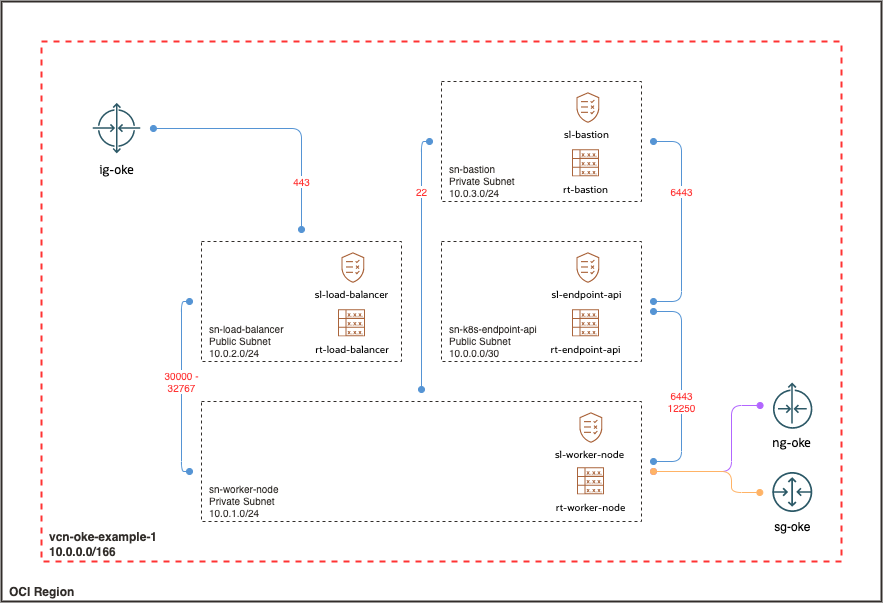 ig-oke
443
sl-bastion
sn-bastion
Private Subnet
10.0.3.0/24
rt-bastion
22
6443
sl-load-balancer
sn-load-balancer
Public Subnet
10.0.2.0/24
rt-load-balancer
sl-endpoint-api
sn-k8s-endpoint-api
Public Subnet
10.0.0.0/30
rt-endpoint-api
30000 -
32767
6443
12250
sl-worker-node
sn-worker-node
Private Subnet
10.0.1.0/24
rt-worker-node
ng-oke
sg-oke
vcn-oke-example-1
10.0.0.0/166
OCI Region